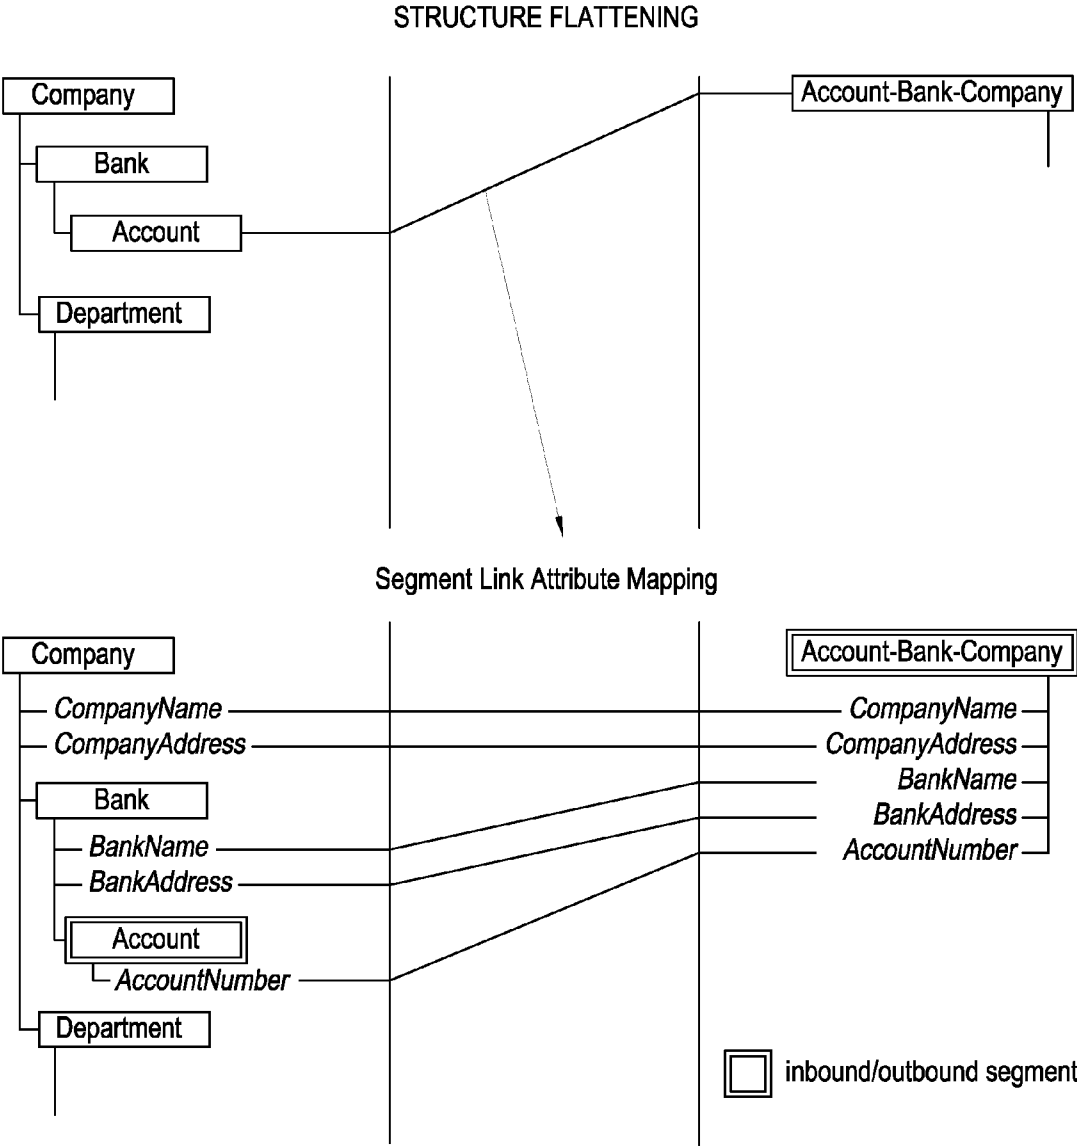 STRUCTURE FLATTENING
Company
Account-Bank-Company
Bank
Account
Department
Segment Link Attribute Mapping
Company
Account-Bank-Company
CompanyName
CompanyName
CompanyAddress
CompanyAddress
BankName
Bank
BankAddress
BankName
AccountNumber
BankAddress
Account
AccountNumber
Department
inbound/outbound segment